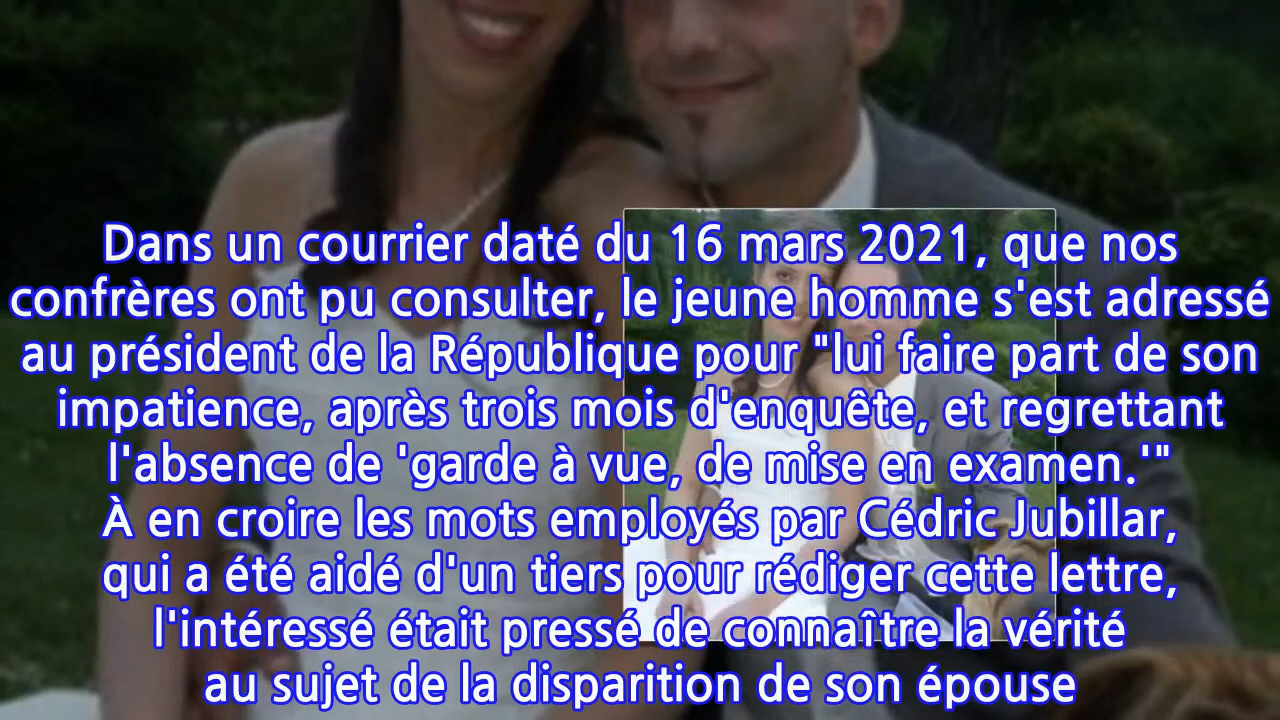 Dans un courrier daté du 16 mars 2021, que nos
confrères ont pu consulter, le jeune homme s'est adressé
au président de la République pour "lui faire part de son
impatience, après trois mois d'enquête, et regrettant
l'absence de 'garde à vue, de mise en examen.'"
À en croire les mots employés par Cédric Jubillar,
qui a été aidé d'un tiers pour rédiger cette lettre,
l'intéressé était pressé de connaître la vérité
au sujet de la disparition de son épouse